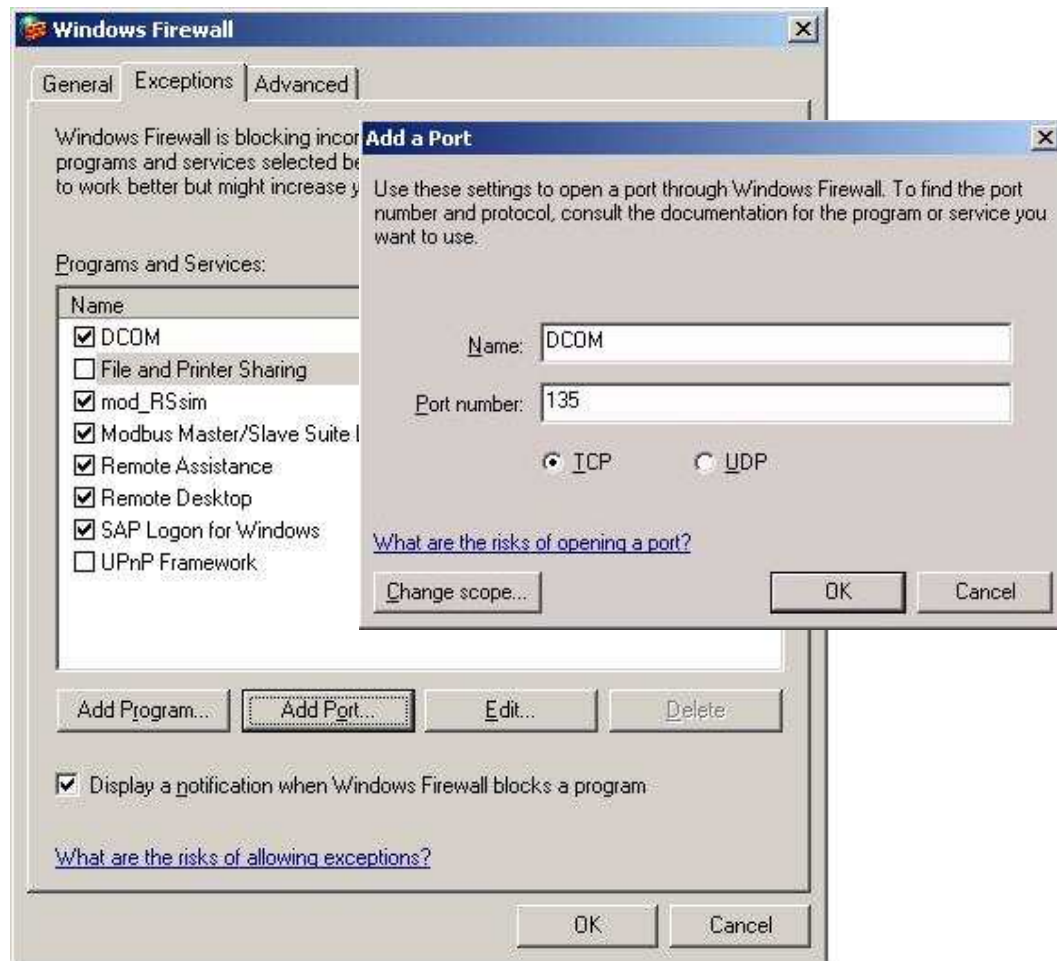 Windows Firewall
General Exceptions Advanced
Windows Firewall is blocking
programs and services selected
to work better but might increase
Programs and Services:
Name
DCOM
File and Printer Sharing
mod_RSsim
Modbus Master/Slave Suite
Remote Assistance
Remote Desktop
SAP Logon for Windows
UPnP Framework
Add Program... Add Port... Edit... Delete
Display a notification when Windows Firewall blocks a program
What are the risks of allowing exceptions?
OK Cancel
Add a Port
Use these settings to open a port through Windows Firewall. To find the port
number and protocol, consult the documentation for the program or service you
want to use.
Name: DCOM
Port number: 135
TCP UDP
What are the risks of opening a port?
Change scope... OK Cancel